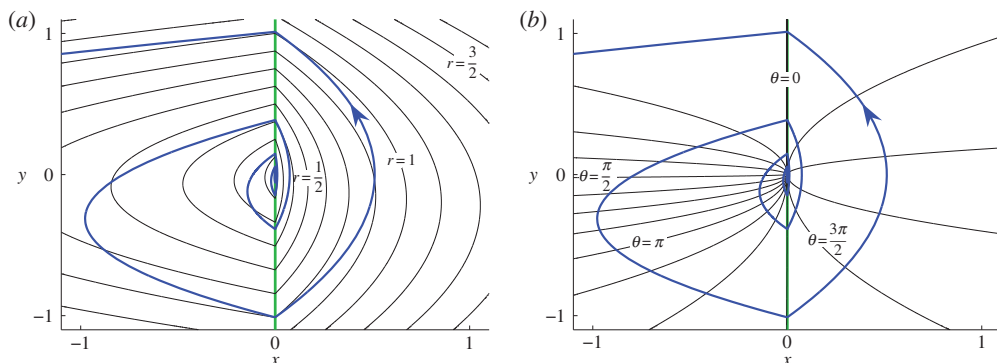 (a)
1
r = 3/2
r = 1
y 0
r = 1/2
-1
-1 0 1
x
(b)
1
θ = 0
y 0
θ = π/2
θ = π
θ = 3π/2
-1
-1 0 1
x